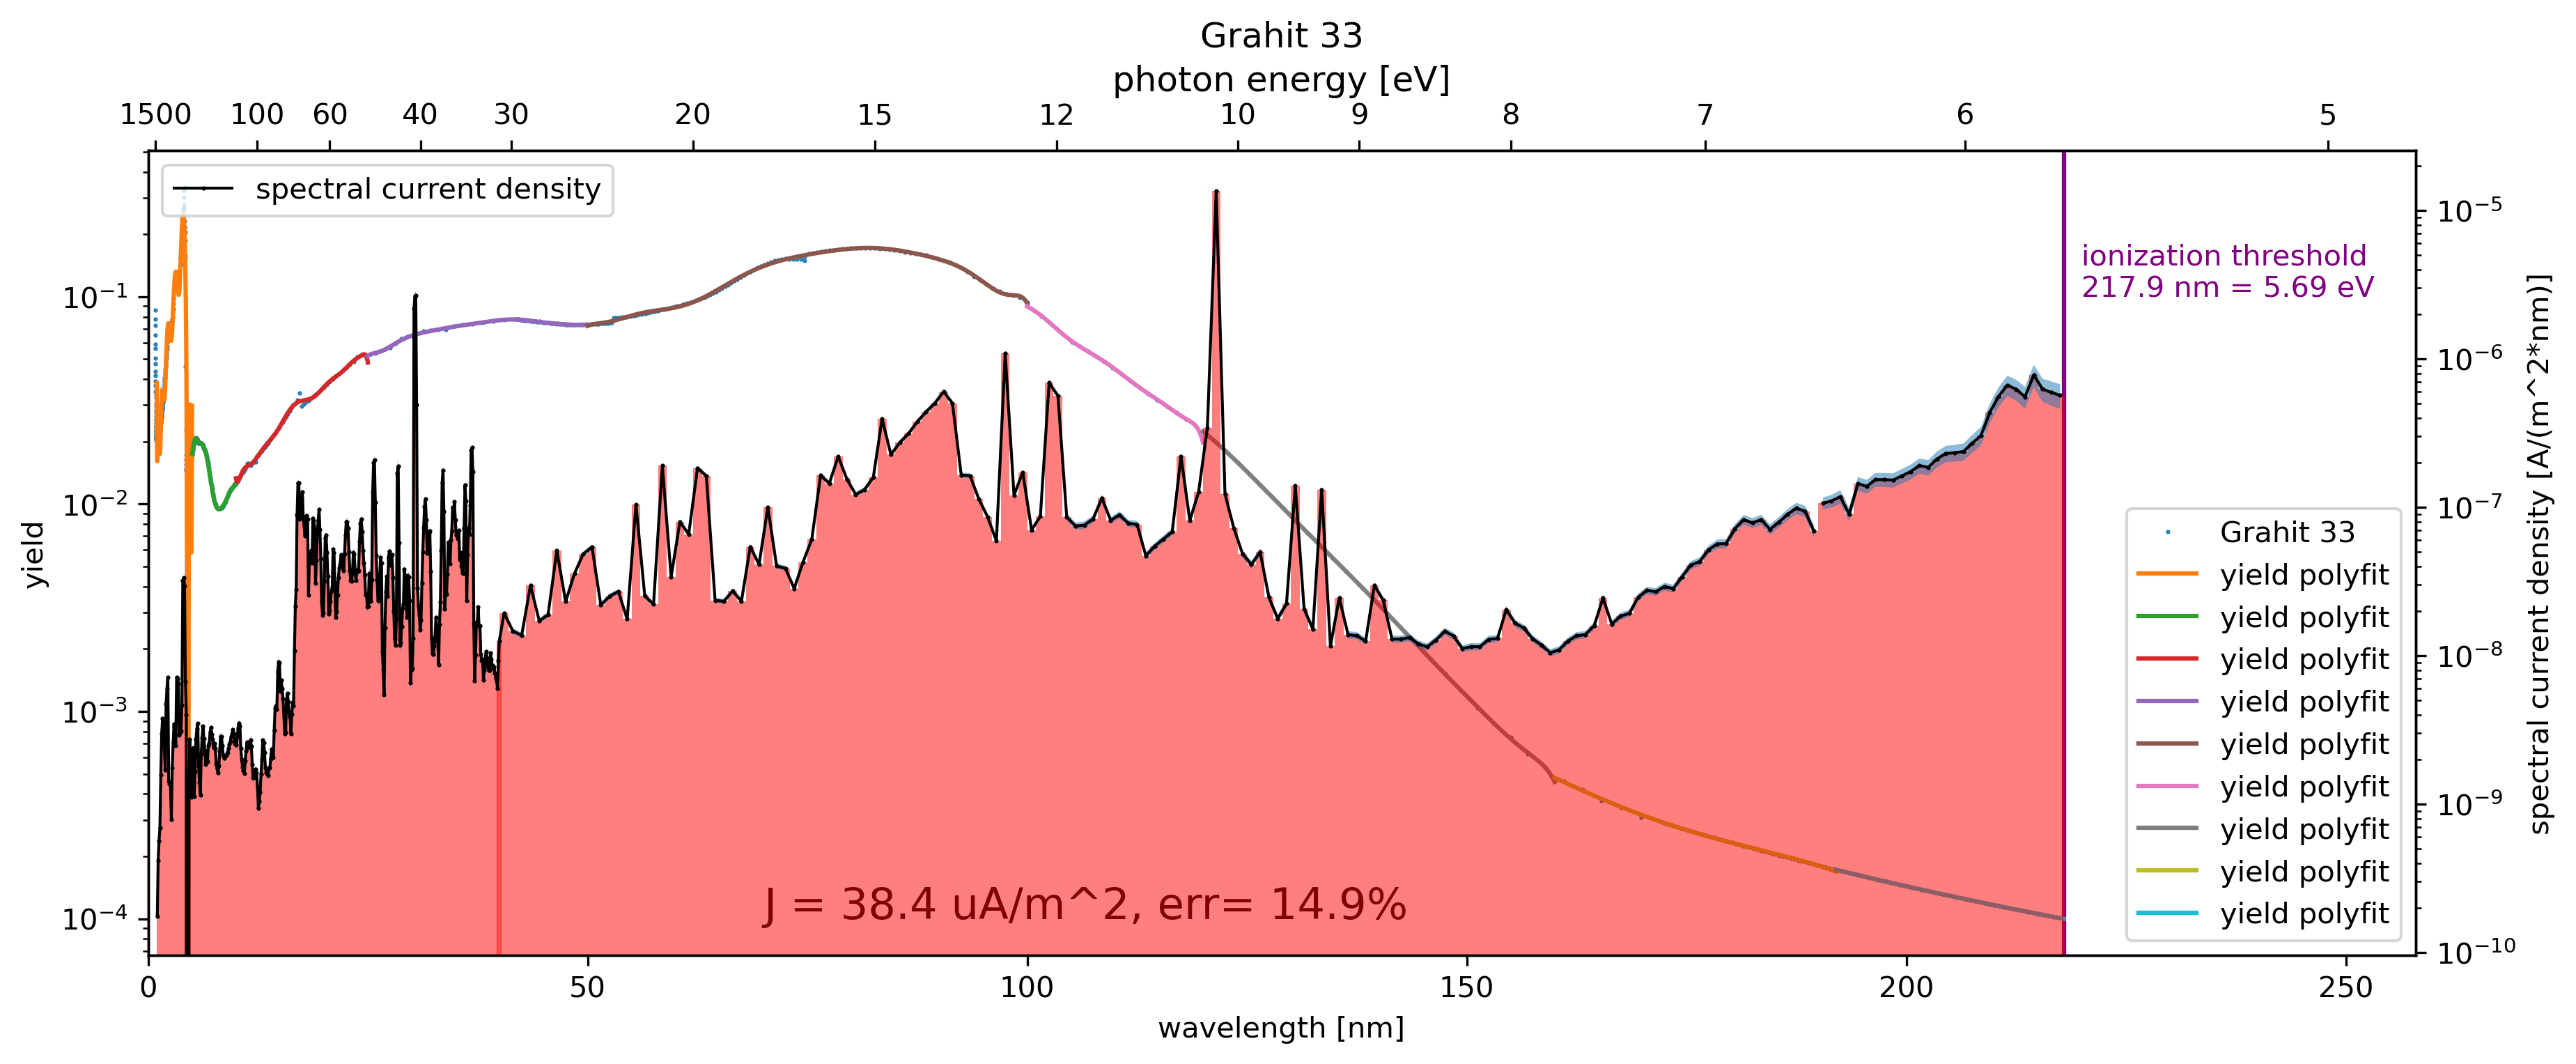 Grahit 33
photon energy [eV]
1500 100 60 40 30 20 15 12 10 9 8 7 6 5
spectral current density
10⁻¹
10⁻²
10⁻³
10⁻⁴
yield
10⁻⁵
10⁻⁶
10⁻⁷
10⁻⁸
10⁻⁹
10⁻¹⁰
spectral current density [A/(m^2*nm)]
ionization threshold
217.9 nm = 5.69 eV
Grahit 33
yield polyfit
yield polyfit
yield polyfit
yield polyfit
yield polyfit
yield polyfit
yield polyfit
yield polyfit
yield polyfit
J = 38.4 uA/m^2, err= 14.9%
0 50 100 150 200 250
wavelength [nm]